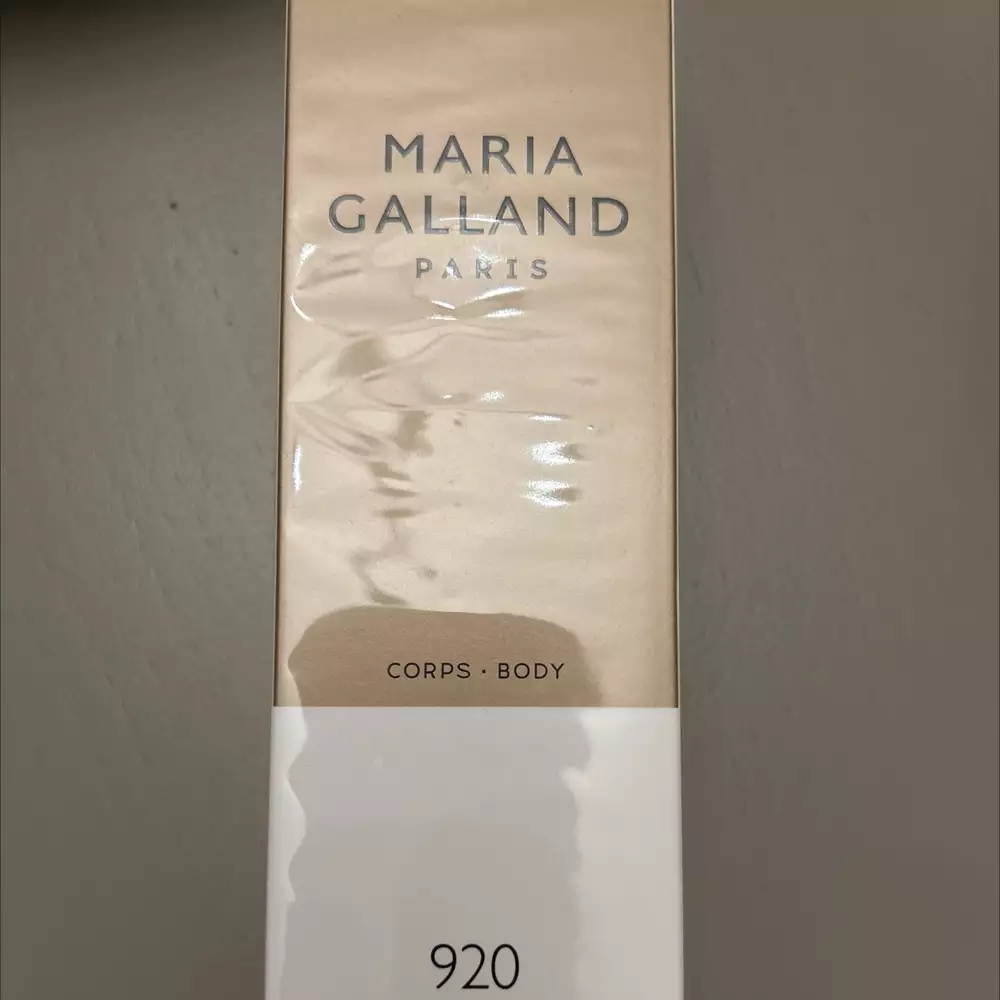 MARIA
GALLAND
PARIS
CORPS · BODY
920